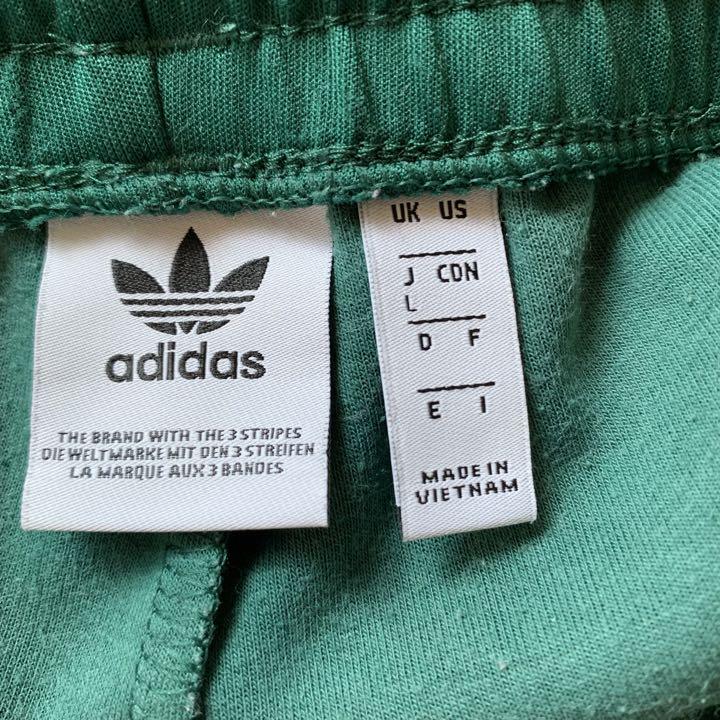 adidas
THE BRAND WITH THE 3 STRIPES
DIE WELTMARKE MIT DEN 3 STREIFEN
LA MARQUE AUX 3 BANDES
UK US
J CDN
L
D F
E I
MADE IN
VIETNAM